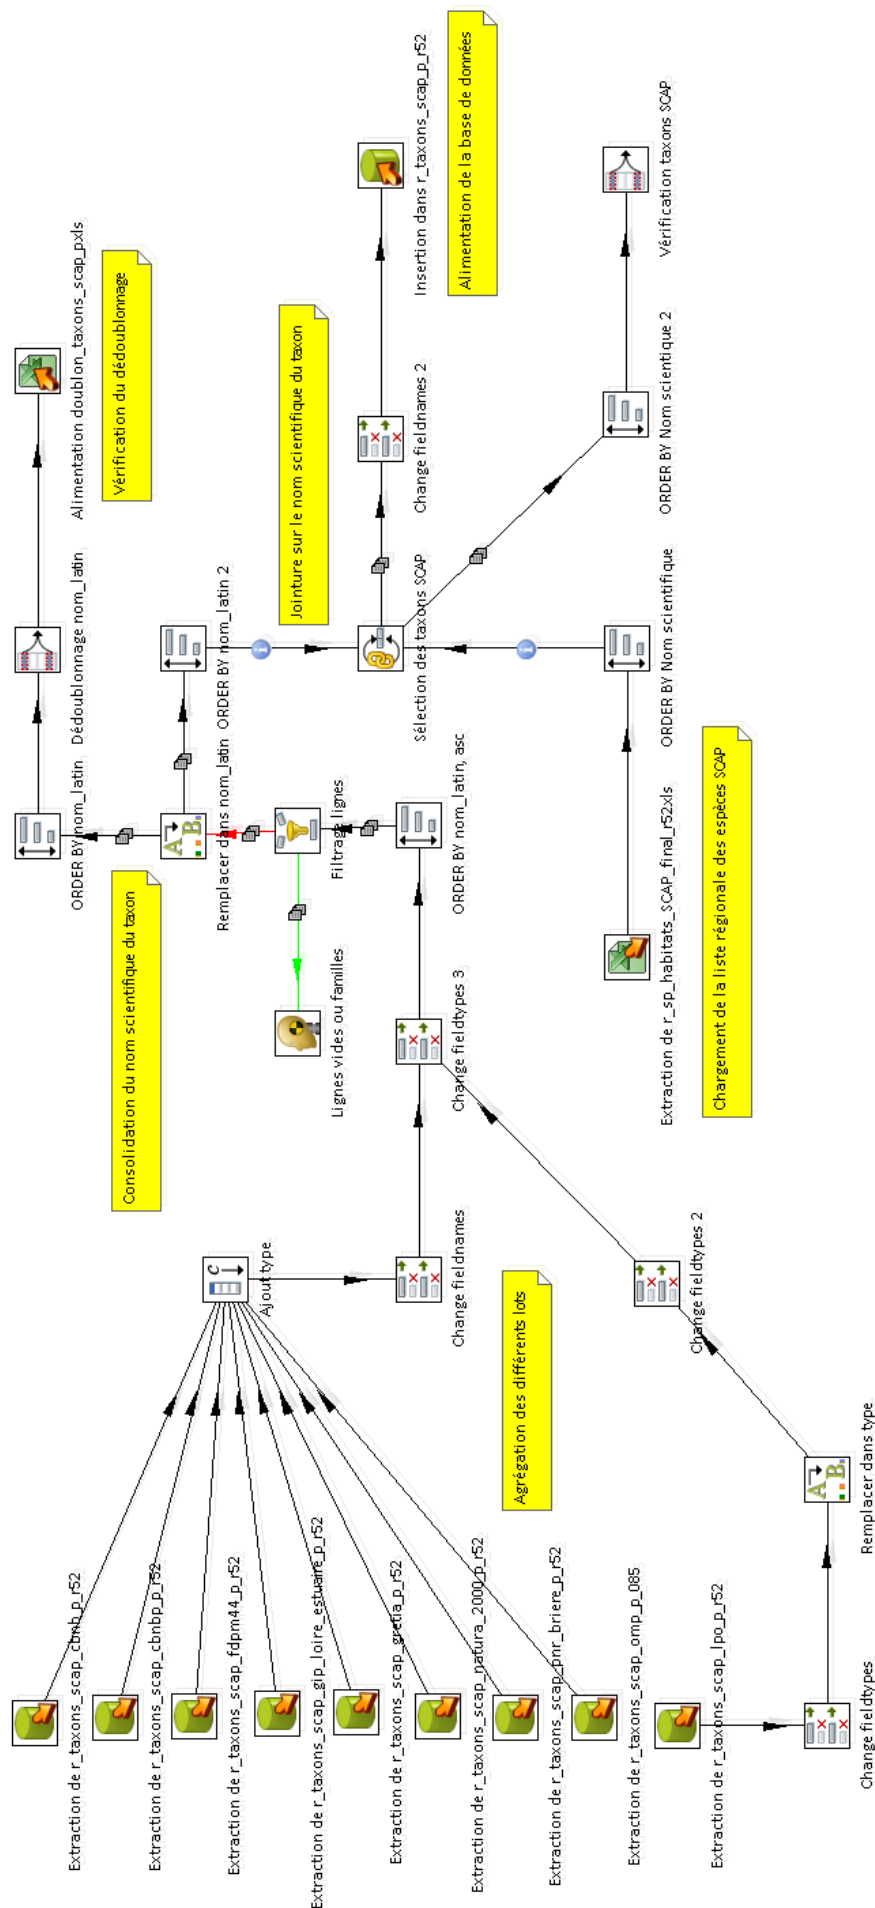 Extraction de r_taxons_scap_cbnb_p_r52
Extraction de r_taxons_scap_cbnbp_p_r52
Extraction de r_taxons_scap_fdpm44_p_r52
Extraction de r_taxons_scap_gip_loire_estuaire_p_r52
Extraction de r_taxons_scap_gretia_p_r52
Extraction de r_taxons_scap_natura_2000_p_r52
Extraction de r_taxons_scap_pnr_briere_p_r52
Extraction de r_taxons_scap_omp_p_085
Extraction de r_taxons_scap_lpo_p_r52
Change fieldtypes
Remplacer dans type
Change fieldtypes 2
Agrégation des différents lots
Ajout type
Change fieldnames
Change fieldtypes 3
ORDER BY nom_latin, asc
Filtrage lignes
Lignes vides ou familles
Consolidation du nom scientifique du taxon
Remplacer dans nom_latin
ORDER BY nom_latin
Dédoublonnage nom_latin
Alimentation doublon_taxons_scap_pxls
Vérification du dédoublonnage
ORDER BY nom_latin 2
Jointure sur le nom scientifique du taxon
Sélection des taxons SCAP
Change fieldnames 2
Insertion dans r_taxons_scap_p_r52
Alimentation de la base de données
Extraction de r_sp_habitats_SCAP_final_r52xls
Chargement de la liste régionale des espèces SCAP
ORDER BY Nom scientifique
ORDER BY Nom scientique 2
Vérification taxons SCAP